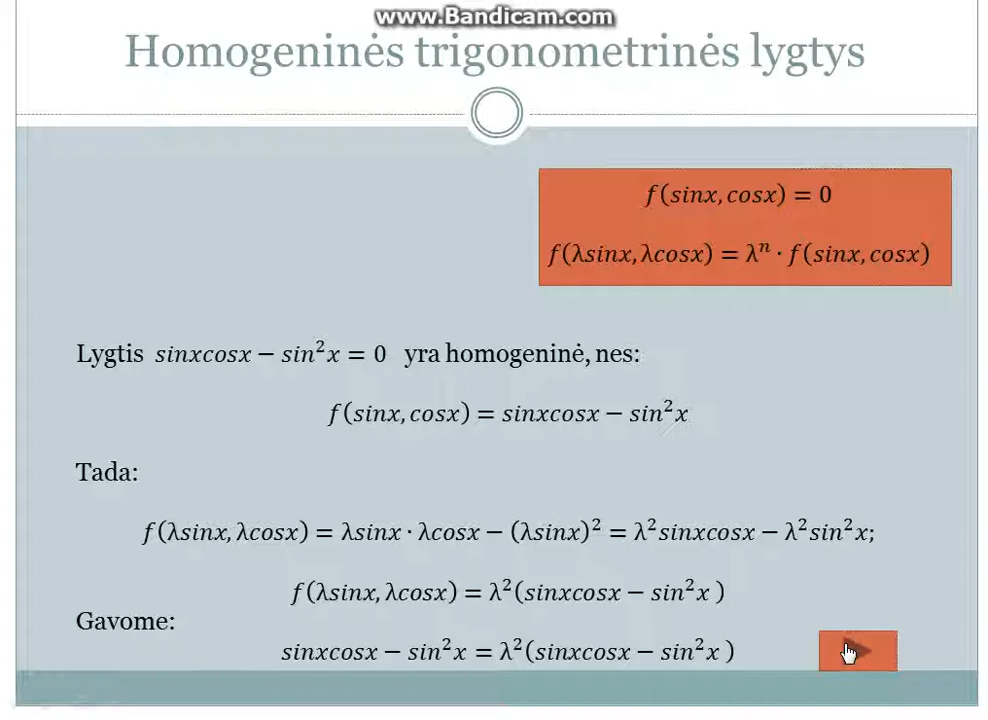 www.Bandicam.com
Homogeninės trigonometrinės lygtys
f(sinx, cosx) = 0
f(λsinx, λcosx) = λⁿ · f(sinx, cosx)
Lygtis sinxcosx − sin²x = 0 yra homogeninė, nes:
f(sinx, cosx) = sinxcosx − sin²x
Tada:
f(λsinx, λcosx) = λsinx · λcosx − (λsinx)² = λ²sinxcosx − λ²sin²x;
f(λsinx, λcosx) = λ²(sinxcosx − sin²x )
Gavome:
sinxcosx − sin²x = λ²(sinxcosx − sin²x )